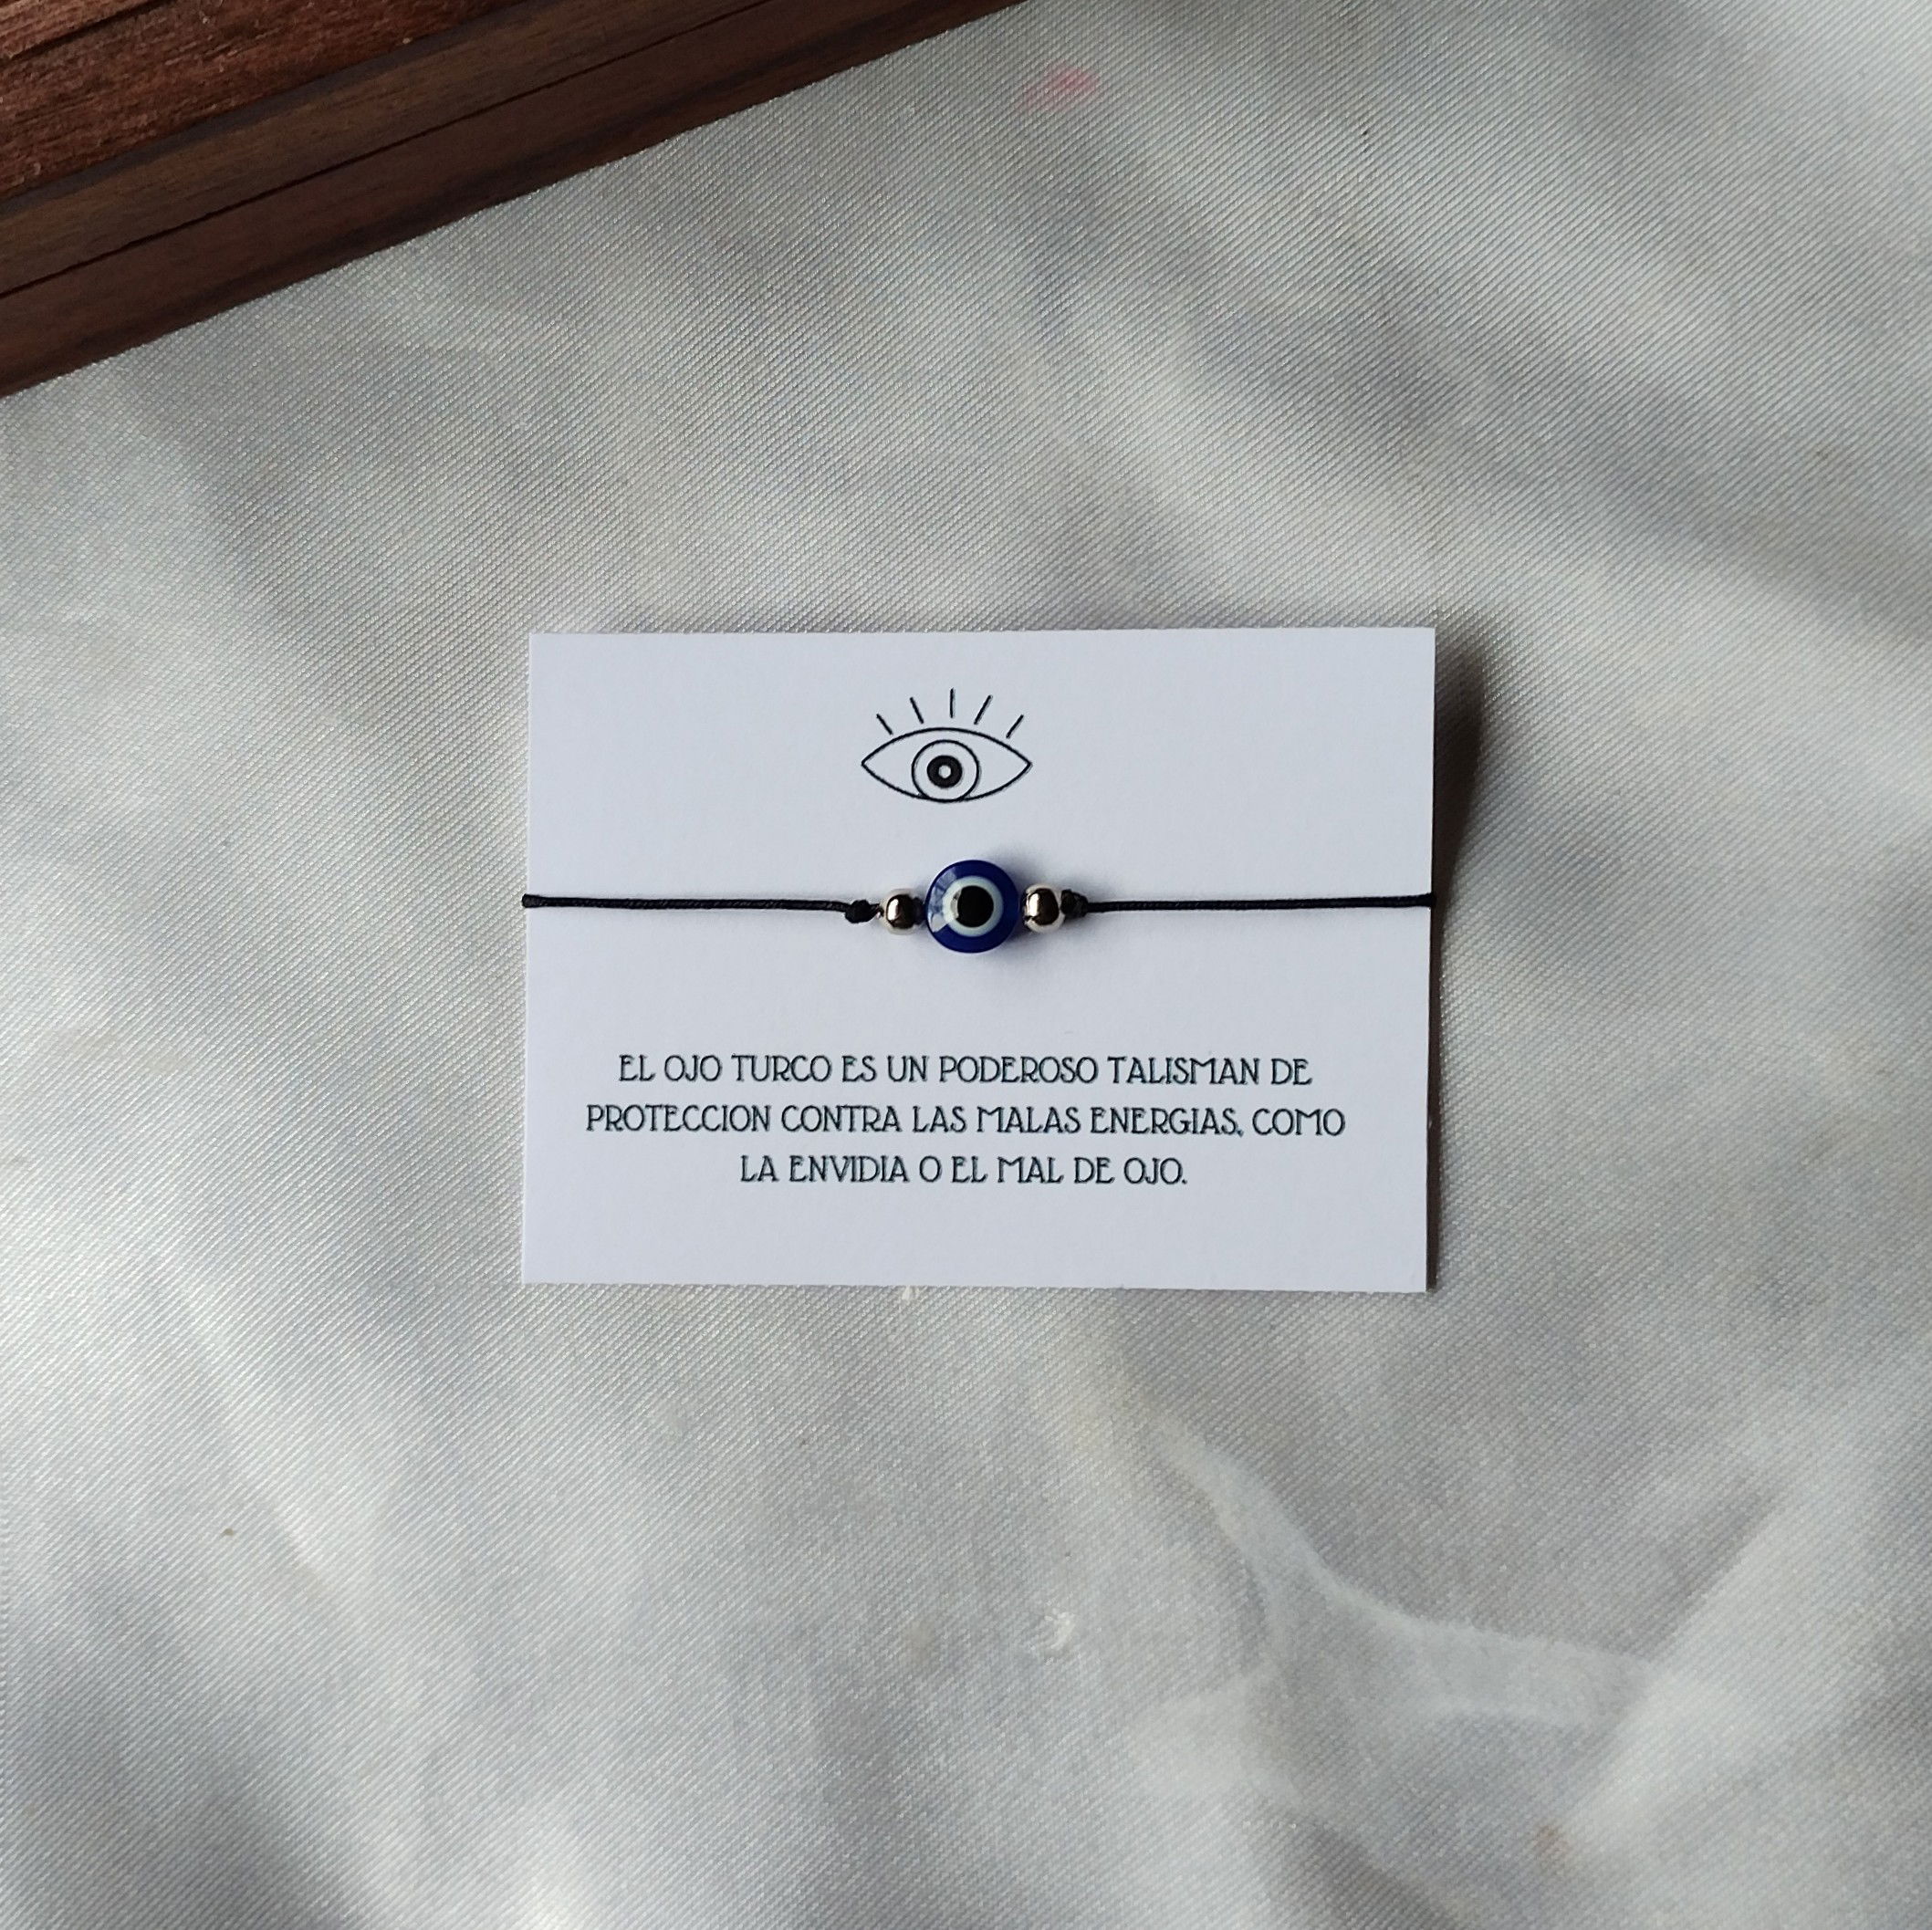 EL OJO TURCO ES UN PODEROSO TALISMAN DE
PROTECCION CONTRA LAS MALAS ENERGIAS, COMO
LA ENVIDIA O EL MAL DE OJO.